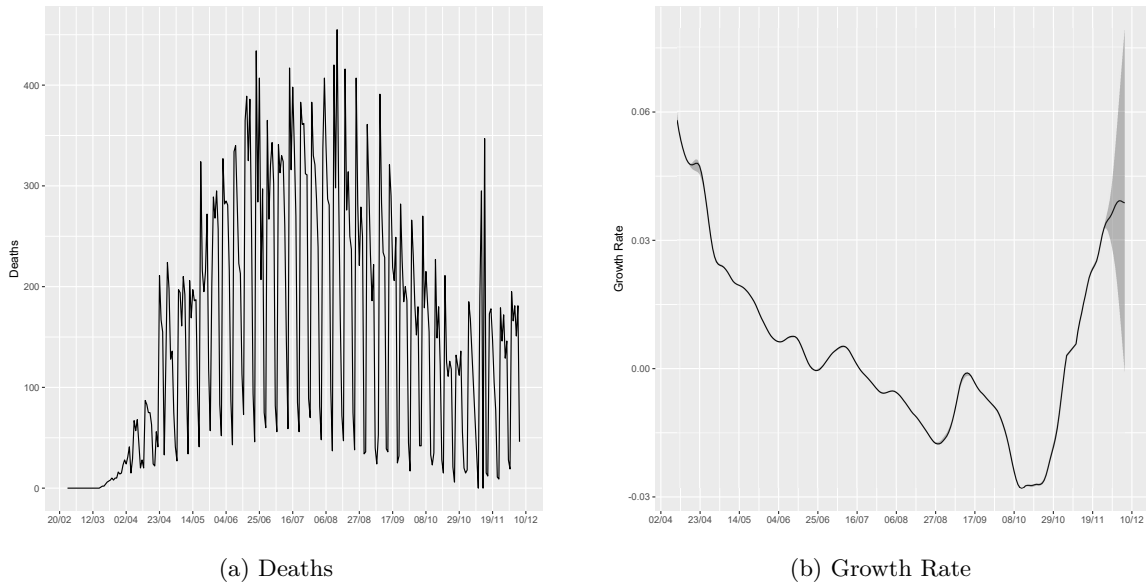 Deaths
400
300
200
100
0
20/02 12/03 02/04 23/04 14/05 04/06 25/06 16/07 06/08 27/08 17/09 08/10 29/10 19/11 10/12
(a) Deaths
Growth Rate
0.06
0.03
0.00
-0.03
02/04 23/04 14/05 04/06 25/06 16/07 06/08 27/08 17/09 08/10 29/10 19/11 10/12
(b) Growth Rate